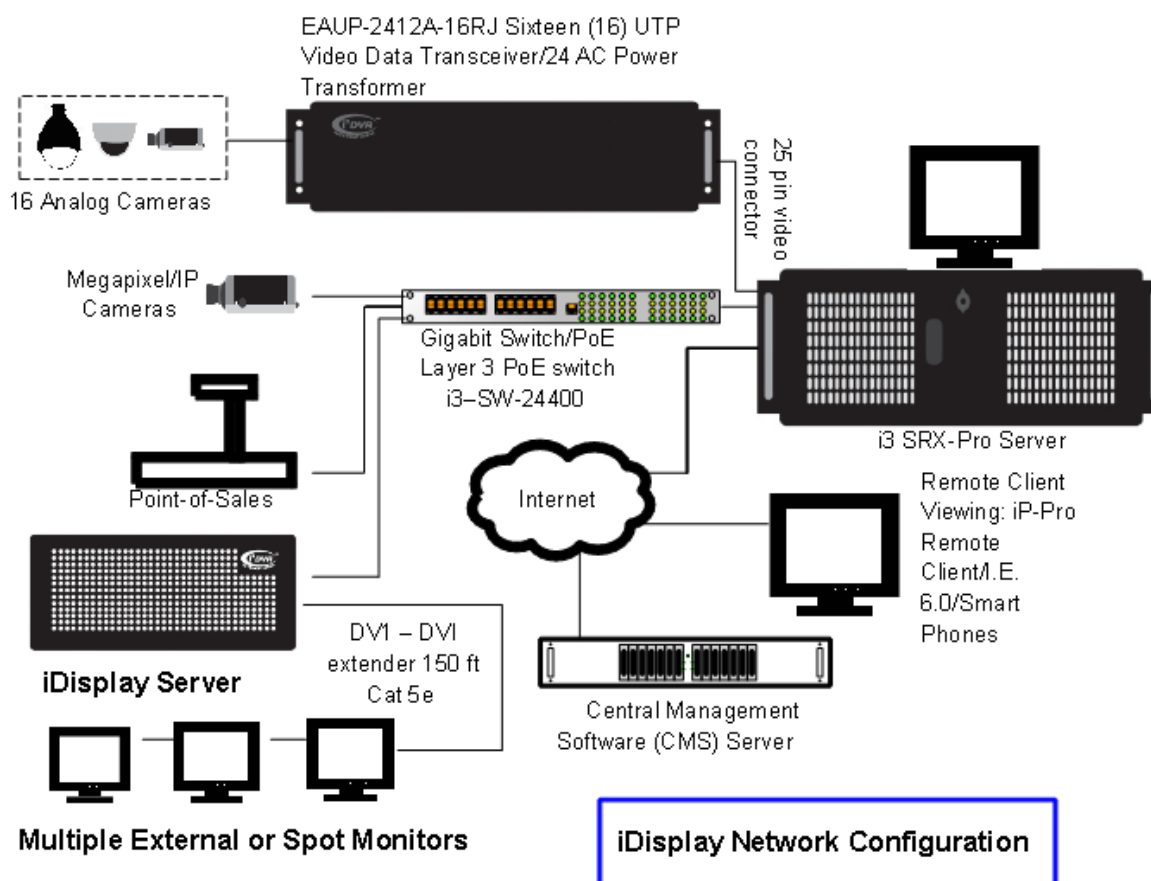 EAUP-2412A-16RJ Sixteen (16) UTP
Video Data Transceiver/24 AC Power
Transformer
16 Analog Cameras
25 pin video
connector
Megapixel/IP
Cameras
Gigabit Switch/PoE
Layer 3 PoE switch
i3–SW-24400
i3 SRX-Pro Server
Point-of-Sales
Internet
Remote Client
Viewing: iP-Pro
Remote
Client/I.E.
6.0/Smart
Phones
iDisplay Server
DV1 – DVI
extender 150 ft
Cat 5e
Central Management
Software (CMS) Server
Multiple External or Spot Monitors
iDisplay Network Configuration